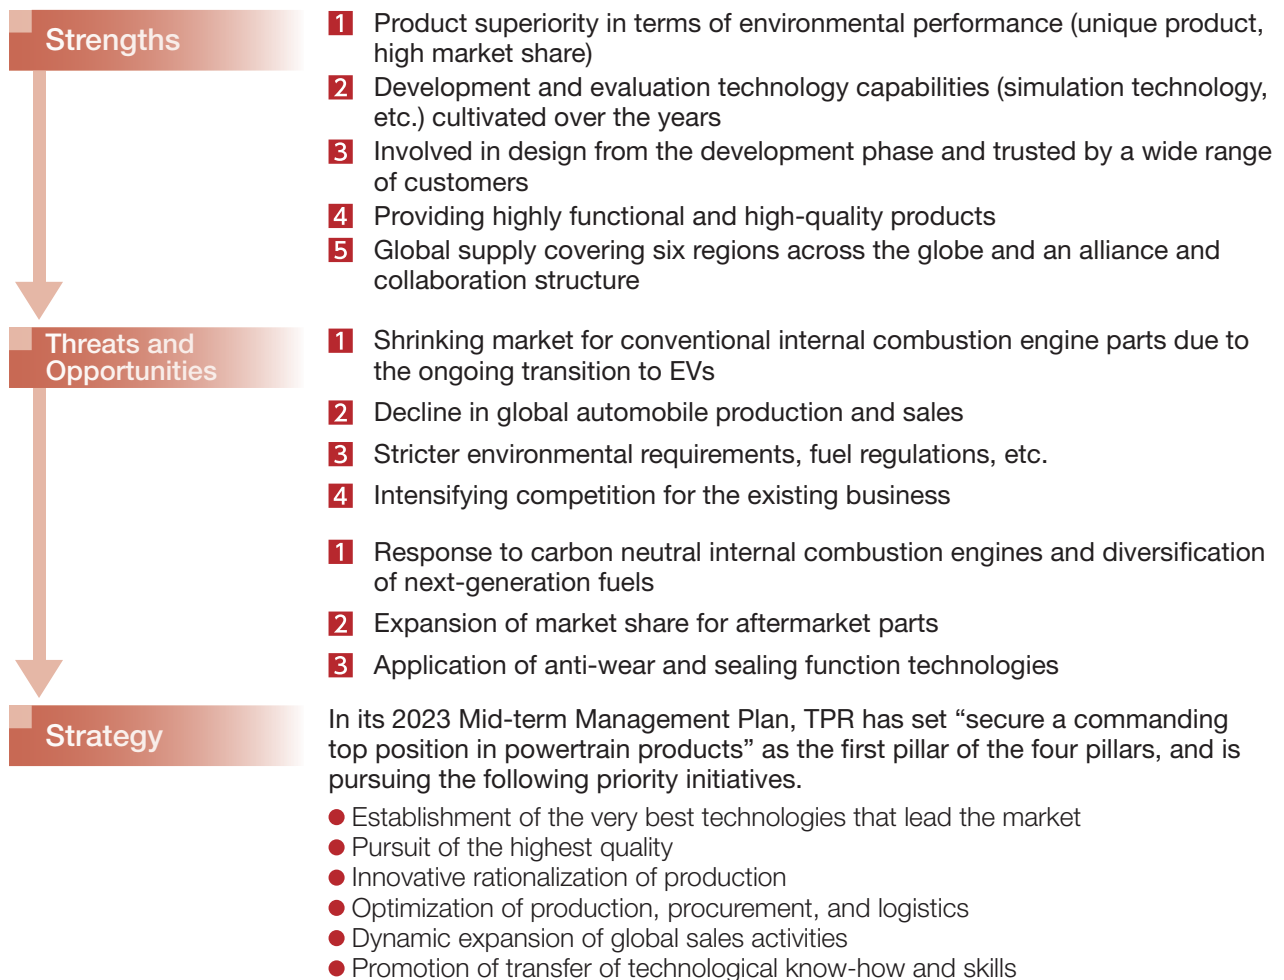 Strengths
1 Product superiority in terms of environmental performance (unique product,
high market share)
2 Development and evaluation technology capabilities (simulation technology,
etc.) cultivated over the years
3 Involved in design from the development phase and trusted by a wide range
of customers
4 Providing highly functional and high-quality products
5 Global supply covering six regions across the globe and an alliance and
collaboration structure
Threats and
Opportunities
1 Shrinking market for conventional internal combustion engine parts due to
the ongoing transition to EVs
2 Decline in global automobile production and sales
3 Stricter environmental requirements, fuel regulations, etc.
4 Intensifying competition for the existing business
1 Response to carbon neutral internal combustion engines and diversification
of next-generation fuels
2 Expansion of market share for aftermarket parts
3 Application of anti-wear and sealing function technologies
Strategy
In its 2023 Mid-term Management Plan, TPR has set “secure a commanding
top position in powertrain products” as the first pillar of the four pillars, and is
pursuing the following priority initiatives.
● Establishment of the very best technologies that lead the market
● Pursuit of the highest quality
● Innovative rationalization of production
● Optimization of production, procurement, and logistics
● Dynamic expansion of global sales activities
● Promotion of transfer of technological know-how and skills